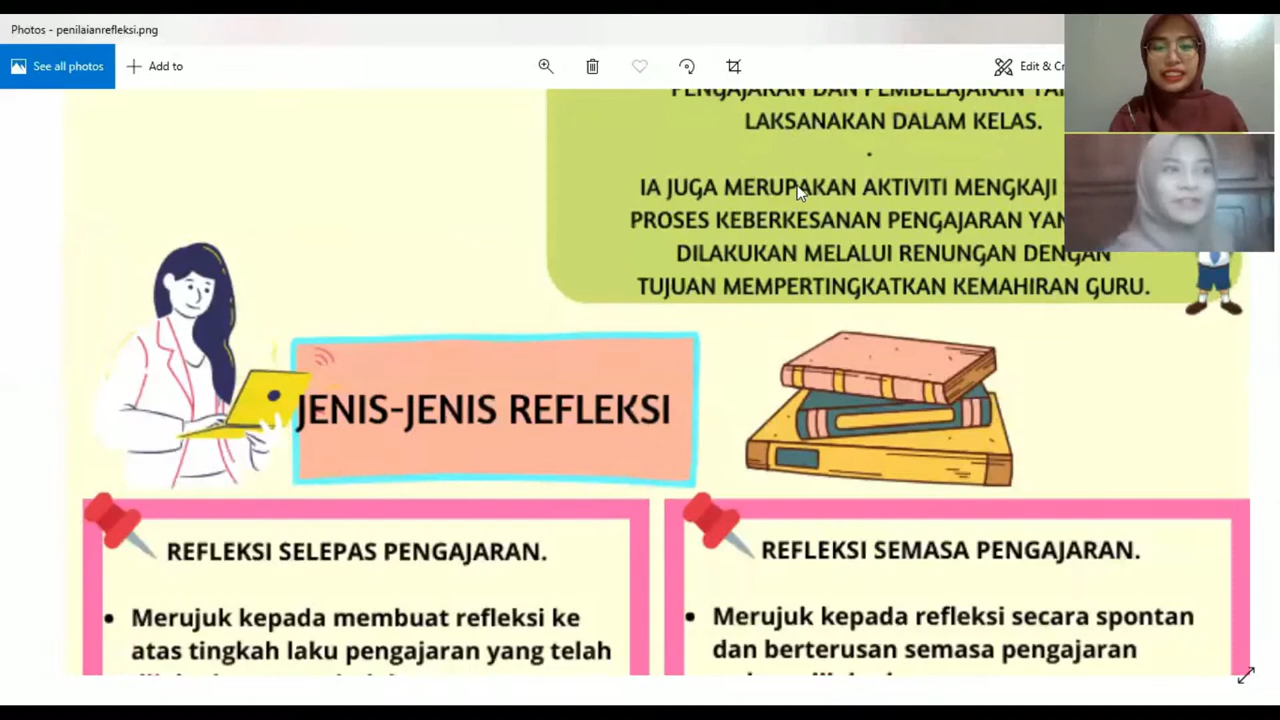 Photos - penilaianrefleksi.png
See all photos
Add to
Edit &
PENGAJARAN DAN PEMBELAJARAN
LAKSANAKAN DALAM KELAS.
.
IA JUGA MERUPAKAN AKTIVITI MENGKAJI
PROSES KEBERKESANAN PENGAJARAN
DILAKUKAN MELALUI RENUNGAN DENGAN
TUJUAN MEMPERTINGKATKAN KEMAHIRAN GURU.
JENIS-JENIS REFLEKSI
REFLEKSI SELEPAS PENGAJARAN.
• Merujuk kepada membuat refleksi ke
atas tingkah laku pengajaran yang telah
REFLEKSI SEMASA PENGAJARAN.
• Merujuk kepada refleksi secara spontan
dan berterusan semasa pengajaran